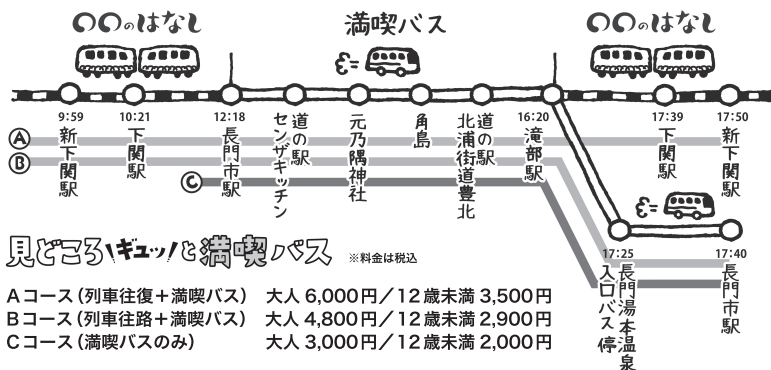 ○○のはなし
満喫バス
○○のはなし
9:59
新下関駅
10:21
下関駅
12:18
長門市駅
道の駅
センザキッチン
元乃隅神社
角島
道の駅
北浦街道豊北
16:20
滝部駅
17:39
下関駅
17:50
新下関駅
A
B
C
17:25
長門湯本温泉
入口バス停
17:40
長門市駅
見どころギュッ!と満喫バス
※料金は税込
Aコース(列車往復+満喫バス) 大人 6,000円/12歳未満 3,500円
Bコース(列車往路+満喫バス) 大人 4,800円/12歳未満 2,900円
Cコース(満喫バスのみ) 大人 3,000円/12歳未満 2,000円